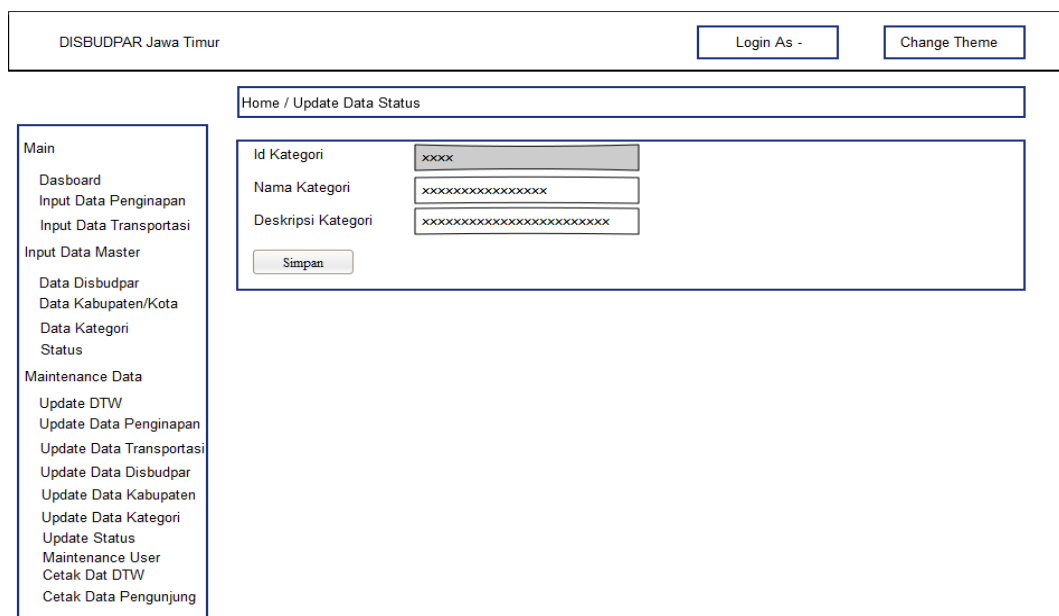 DISBUDPAR Jawa Timur
Login As -
Change Theme
Home / Update Data Status
Main
Dasboard
Input Data Penginapan
Input Data Transportasi
Input Data Master
Data Disbudpar
Data Kabupaten/Kota
Data Kategori
Status
Maintenance Data
Update DTW
Update Data Penginapan
Update Data Transportasi
Update Data Disbudpar
Update Data Kabupaten
Update Data Kategori
Update Status
Maintenance User
Cetak Dat DTW
Cetak Data Pengunjung
Id Kategori
xxxx
Nama Kategori
xxxxxxxxxxxxxxxx
Deskripsi Kategori
xxxxxxxxxxxxxxxxxxxxxxxx
Simpan